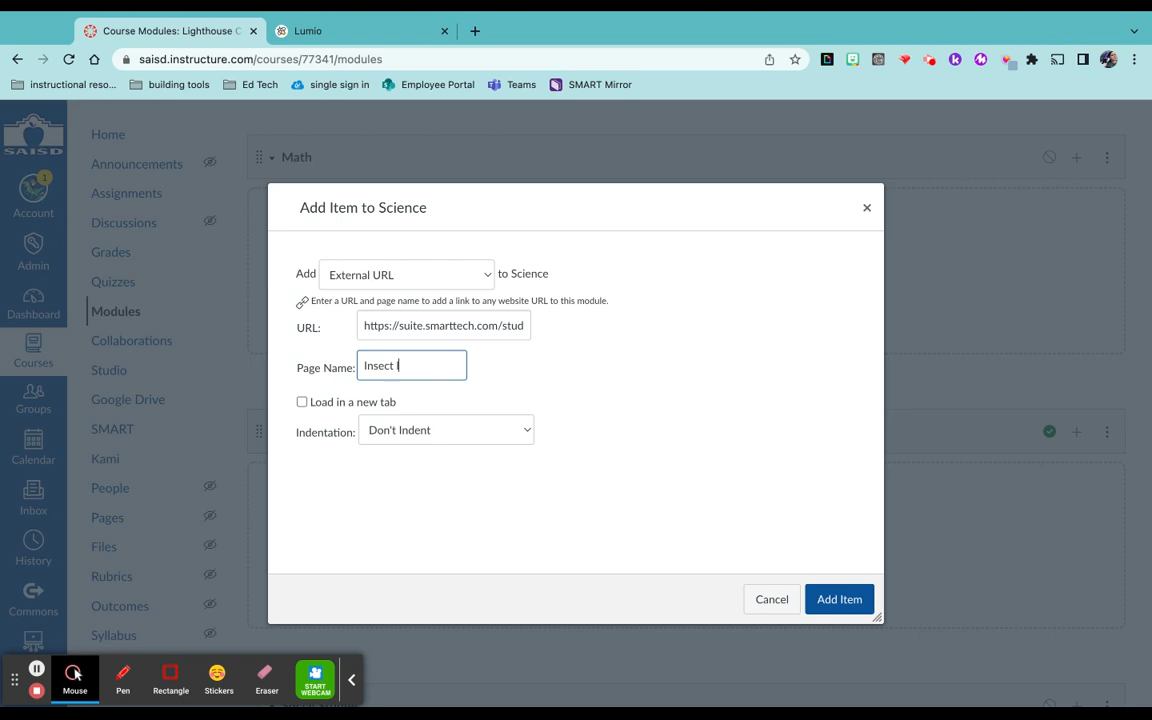 Course Modules: Lighthouse C
Lumio
saisd.instructure.com/courses/77341/modules
instructional reso...
building tools
Ed Tech
single sign in
Employee Portal
Teams
SMART Mirror
SAISD
1
Account
Admin
Dashboard
Courses
Groups
Calendar
Inbox
History
Commons
Home
Announcements
Assignments
Discussions
Grades
Quizzes
Modules
Collaborations
Studio
Google Drive
SMART
Kami
People
Pages
Files
Rubrics
Outcomes
Syllabus
Math
Add Item to Science
Add External URL to Science
Enter a URL and page name to add a link to any website URL to this module.
URL: https://suite.smarttech.com/stud
Page Name: Insect l
Load in a new tab
Indentation: Don't Indent
Cancel
Add Item
Mouse
Pen
Rectangle
Stickers
Eraser
START WEBCAM